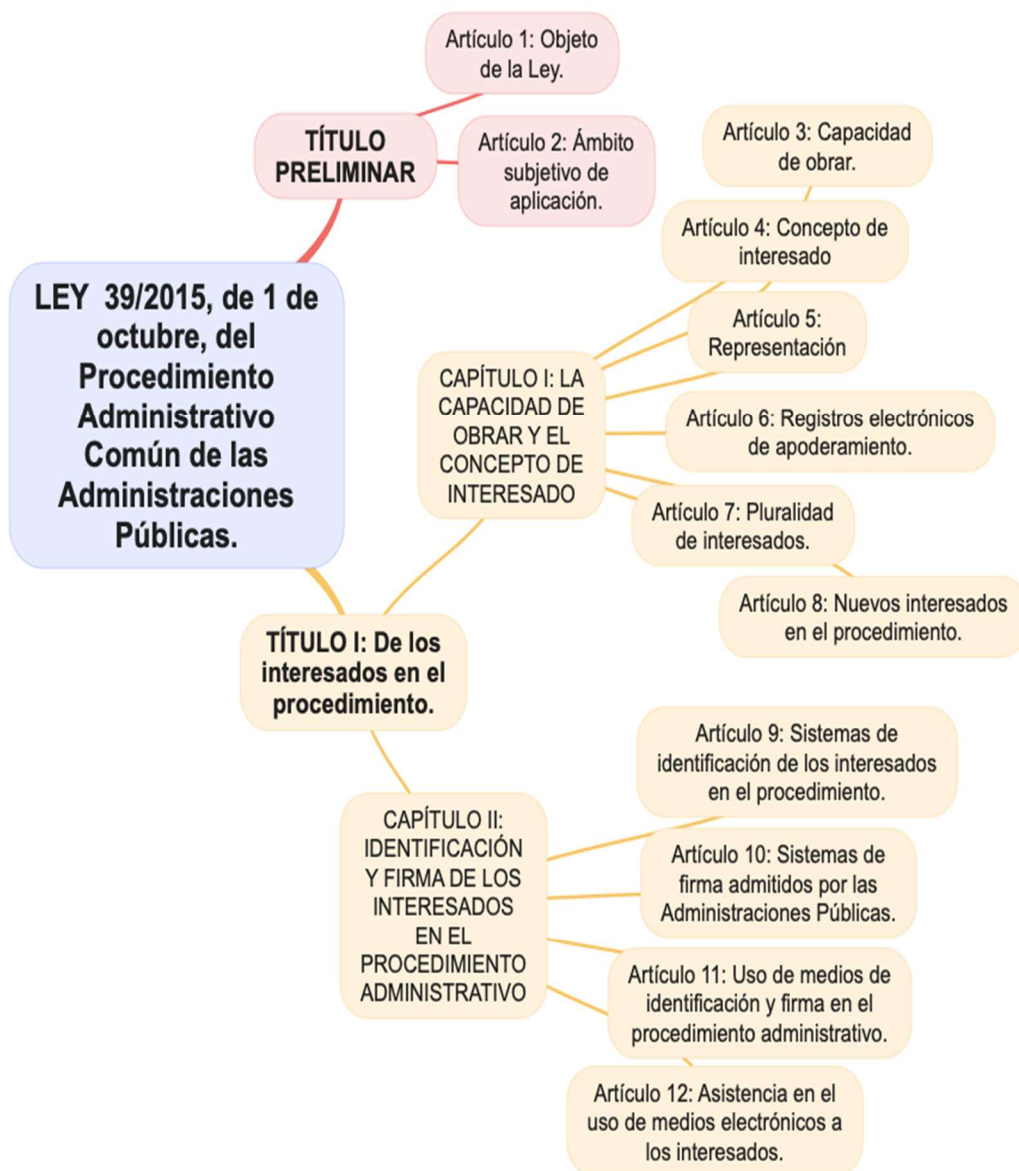 Artículo 1: Objeto
de la Ley.
TÍTULO
PRELIMINAR
Artículo 2: Ámbito
subjetivo de
aplicación.
LEY 39/2015, de 1 de
octubre, del
Procedimiento
Administrativo
Común de las
Administraciones
Públicas.
TÍTULO I: De los
interesados en el
procedimiento.
CAPÍTULO I: LA
CAPACIDAD DE
OBRAR Y EL
CONCEPTO DE
INTERESADO
Artículo 3: Capacidad
de obrar.
Artículo 4: Concepto de
interesado
Artículo 5:
Representación
Artículo 6: Registros electrónicos
de apoderamiento.
Artículo 7: Pluralidad
de interesados.
Artículo 8: Nuevos interesados
en el procedimiento.
CAPÍTULO II:
IDENTIFICACIÓN
Y FIRMA DE LOS
INTERESADOS
EN EL
PROCEDIMIENTO
ADMINISTRATIVO
Artículo 9: Sistemas de
identificación de los interesados
en el procedimiento.
Artículo 10: Sistemas de
firma admitidos por las
Administraciones Públicas.
Artículo 11: Uso de medios de
identificación y firma en el
procedimiento administrativo.
Artículo 12: Asistencia en el
uso de medios electrónicos a
los interesados.